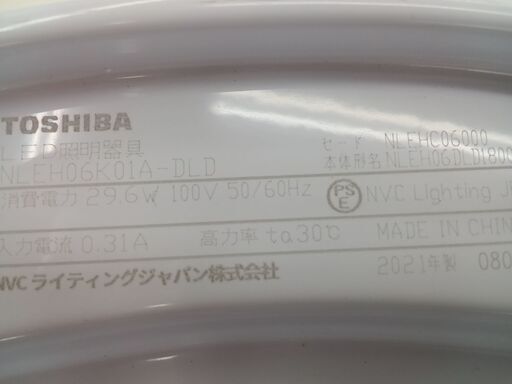 TOSHIBA
LED照明器具
NLEH06K01A-DLD
セード NLEHC06000
本体形名 NLEH06DLD1800
消費電力 29.6W 100V 50/60Hz
PS E NVC Lighting
入力電流 0.31A 高力率 ta30℃ MADE IN CHIN
NVCライティングジャパン株式会社
2021年製 080